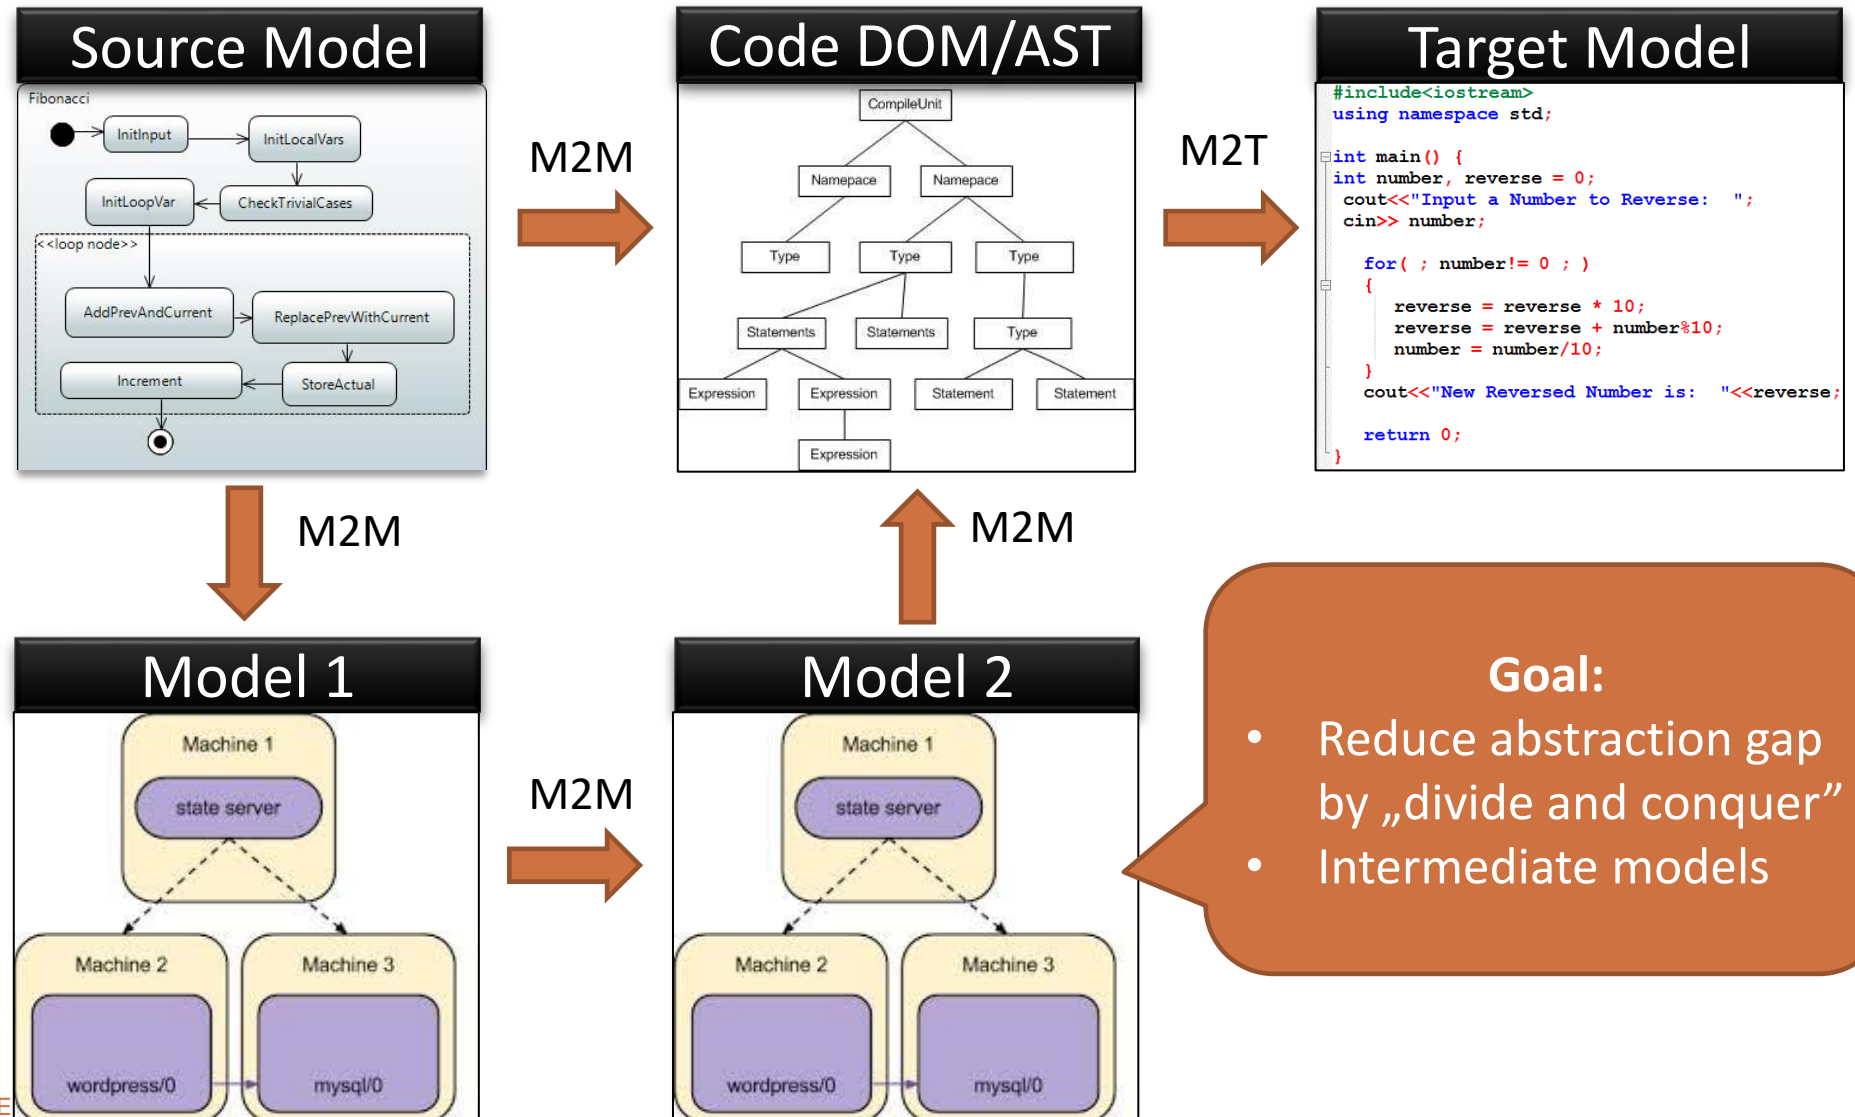 Source Model
Fibonacci
InitInput
InitLocalVars
InitLoopVar
CheckTrivialCases
<<loop node>>
AddPrevAndCurrent
ReplacePrevWithCurrent
Increment
StoreActual
M2M
Code DOM/AST
CompileUnit
Namepace
Namepace
Type
Type
Type
Statements
Statements
Type
Expression
Expression
Statement
Statement
Expression
M2T
Target Model
#include<iostream>
using namespace std;
int main() {
int number, reverse = 0;
cout<<"Input a Number to Reverse:  ";
cin>> number;
for( ; number!= 0 ; )
{
reverse = reverse * 10;
reverse = reverse + number%10;
number = number/10;
}
cout<<"New Reversed Number is:  "<<reverse;
return 0;
}
M2M
M2M
Model 1
Machine 1
state server
Machine 2
Machine 3
wordpress/0
mysql/0
M2M
Model 2
Machine 1
state server
Machine 2
Machine 3
wordpress/0
mysql/0
Goal:
• Reduce abstraction gap
by „divide and conquer”
• Intermediate models